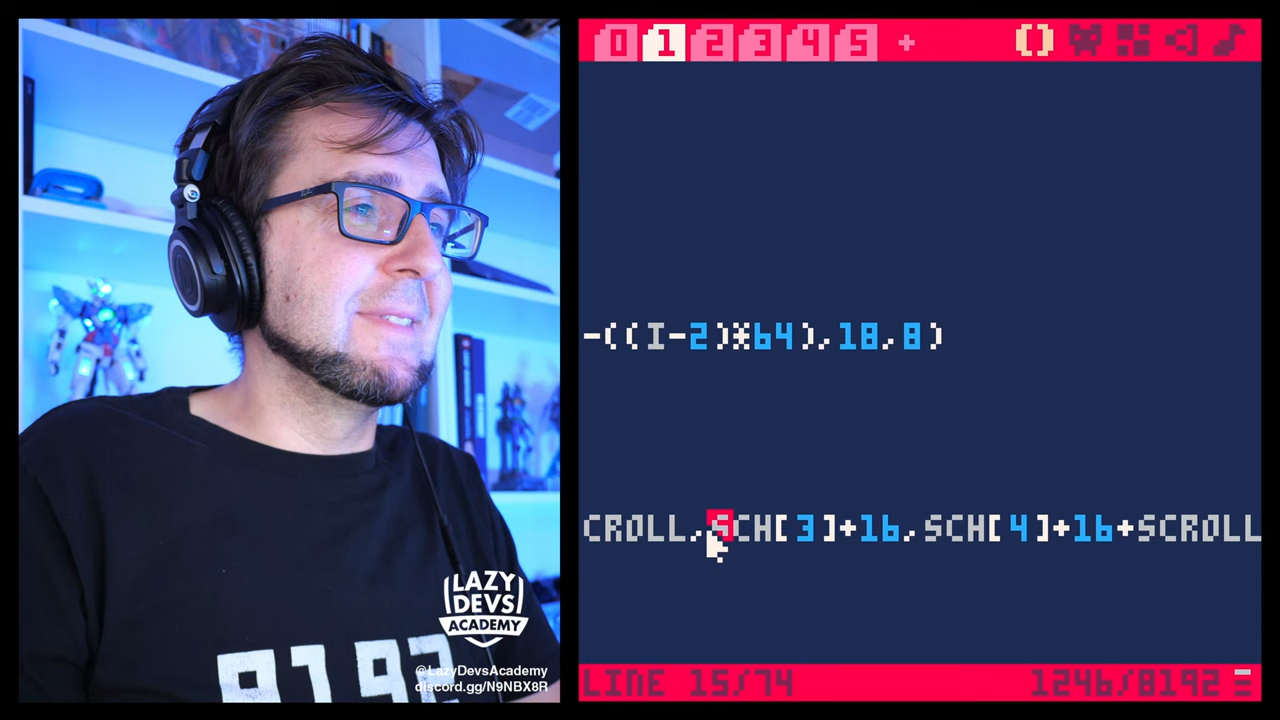 0 1 2 3 4 5 +
-((I-2)*64),18,8)
CROLL,SCH[3]+16,SCH[4]+16+SCROLL
LINE 15/74
1246/8192
LAZY
DEVS
ACADEMY
@LazyDevsAcademy
discord.gg/N9NBX8R
8192